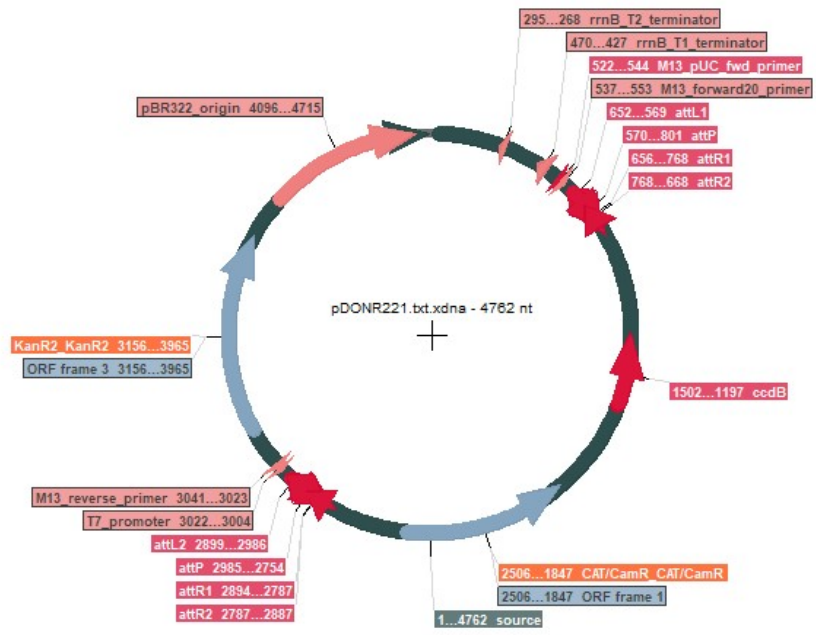 295...268 rrnB_T2_terminator
470...427 rrnB_T1_terminator
522...544 M13_pUC_fwd_primer
537...553 M13_forward20_primer
652...569 attL1
570...801 attP
656...768 attR1
768...668 attR2
pBR322_origin 4096...4715
pDONR221.txt.xdna - 4762 nt
KanR2_KanR2 3156...3965
ORF frame 3 3156...3965
1502...1197 ccdB
M13_reverse_primer 3041...3023
T7_promoter 3022...3004
attL2 2899...2986
attP 2985...2754
attR1 2894...2787
attR2 2787...2887
2506...1847 CAT/CamR_CAT/CamR
2506...1847 ORF frame 1
1...4762 source